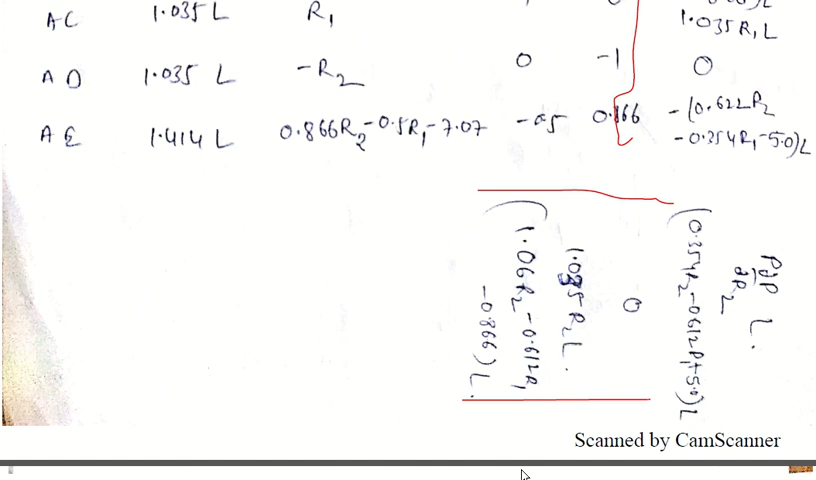 AC 1.035 L R₁ 1.035 R₁ L
AD 1.035 L -R₂ 0 -1 0
AE 1.414 L 0.866R₂-0.5R₁-7.07 0.866 -(0.622R₂
-0.354R₁-5.0)L
P∂P/∂R₂ L.
(0.354R₂-0.612R₁+5.0)L
0
1.035 R₂ L.
(1.06R₂-0.612R₁
-0.866)L.
Scanned by CamScanner